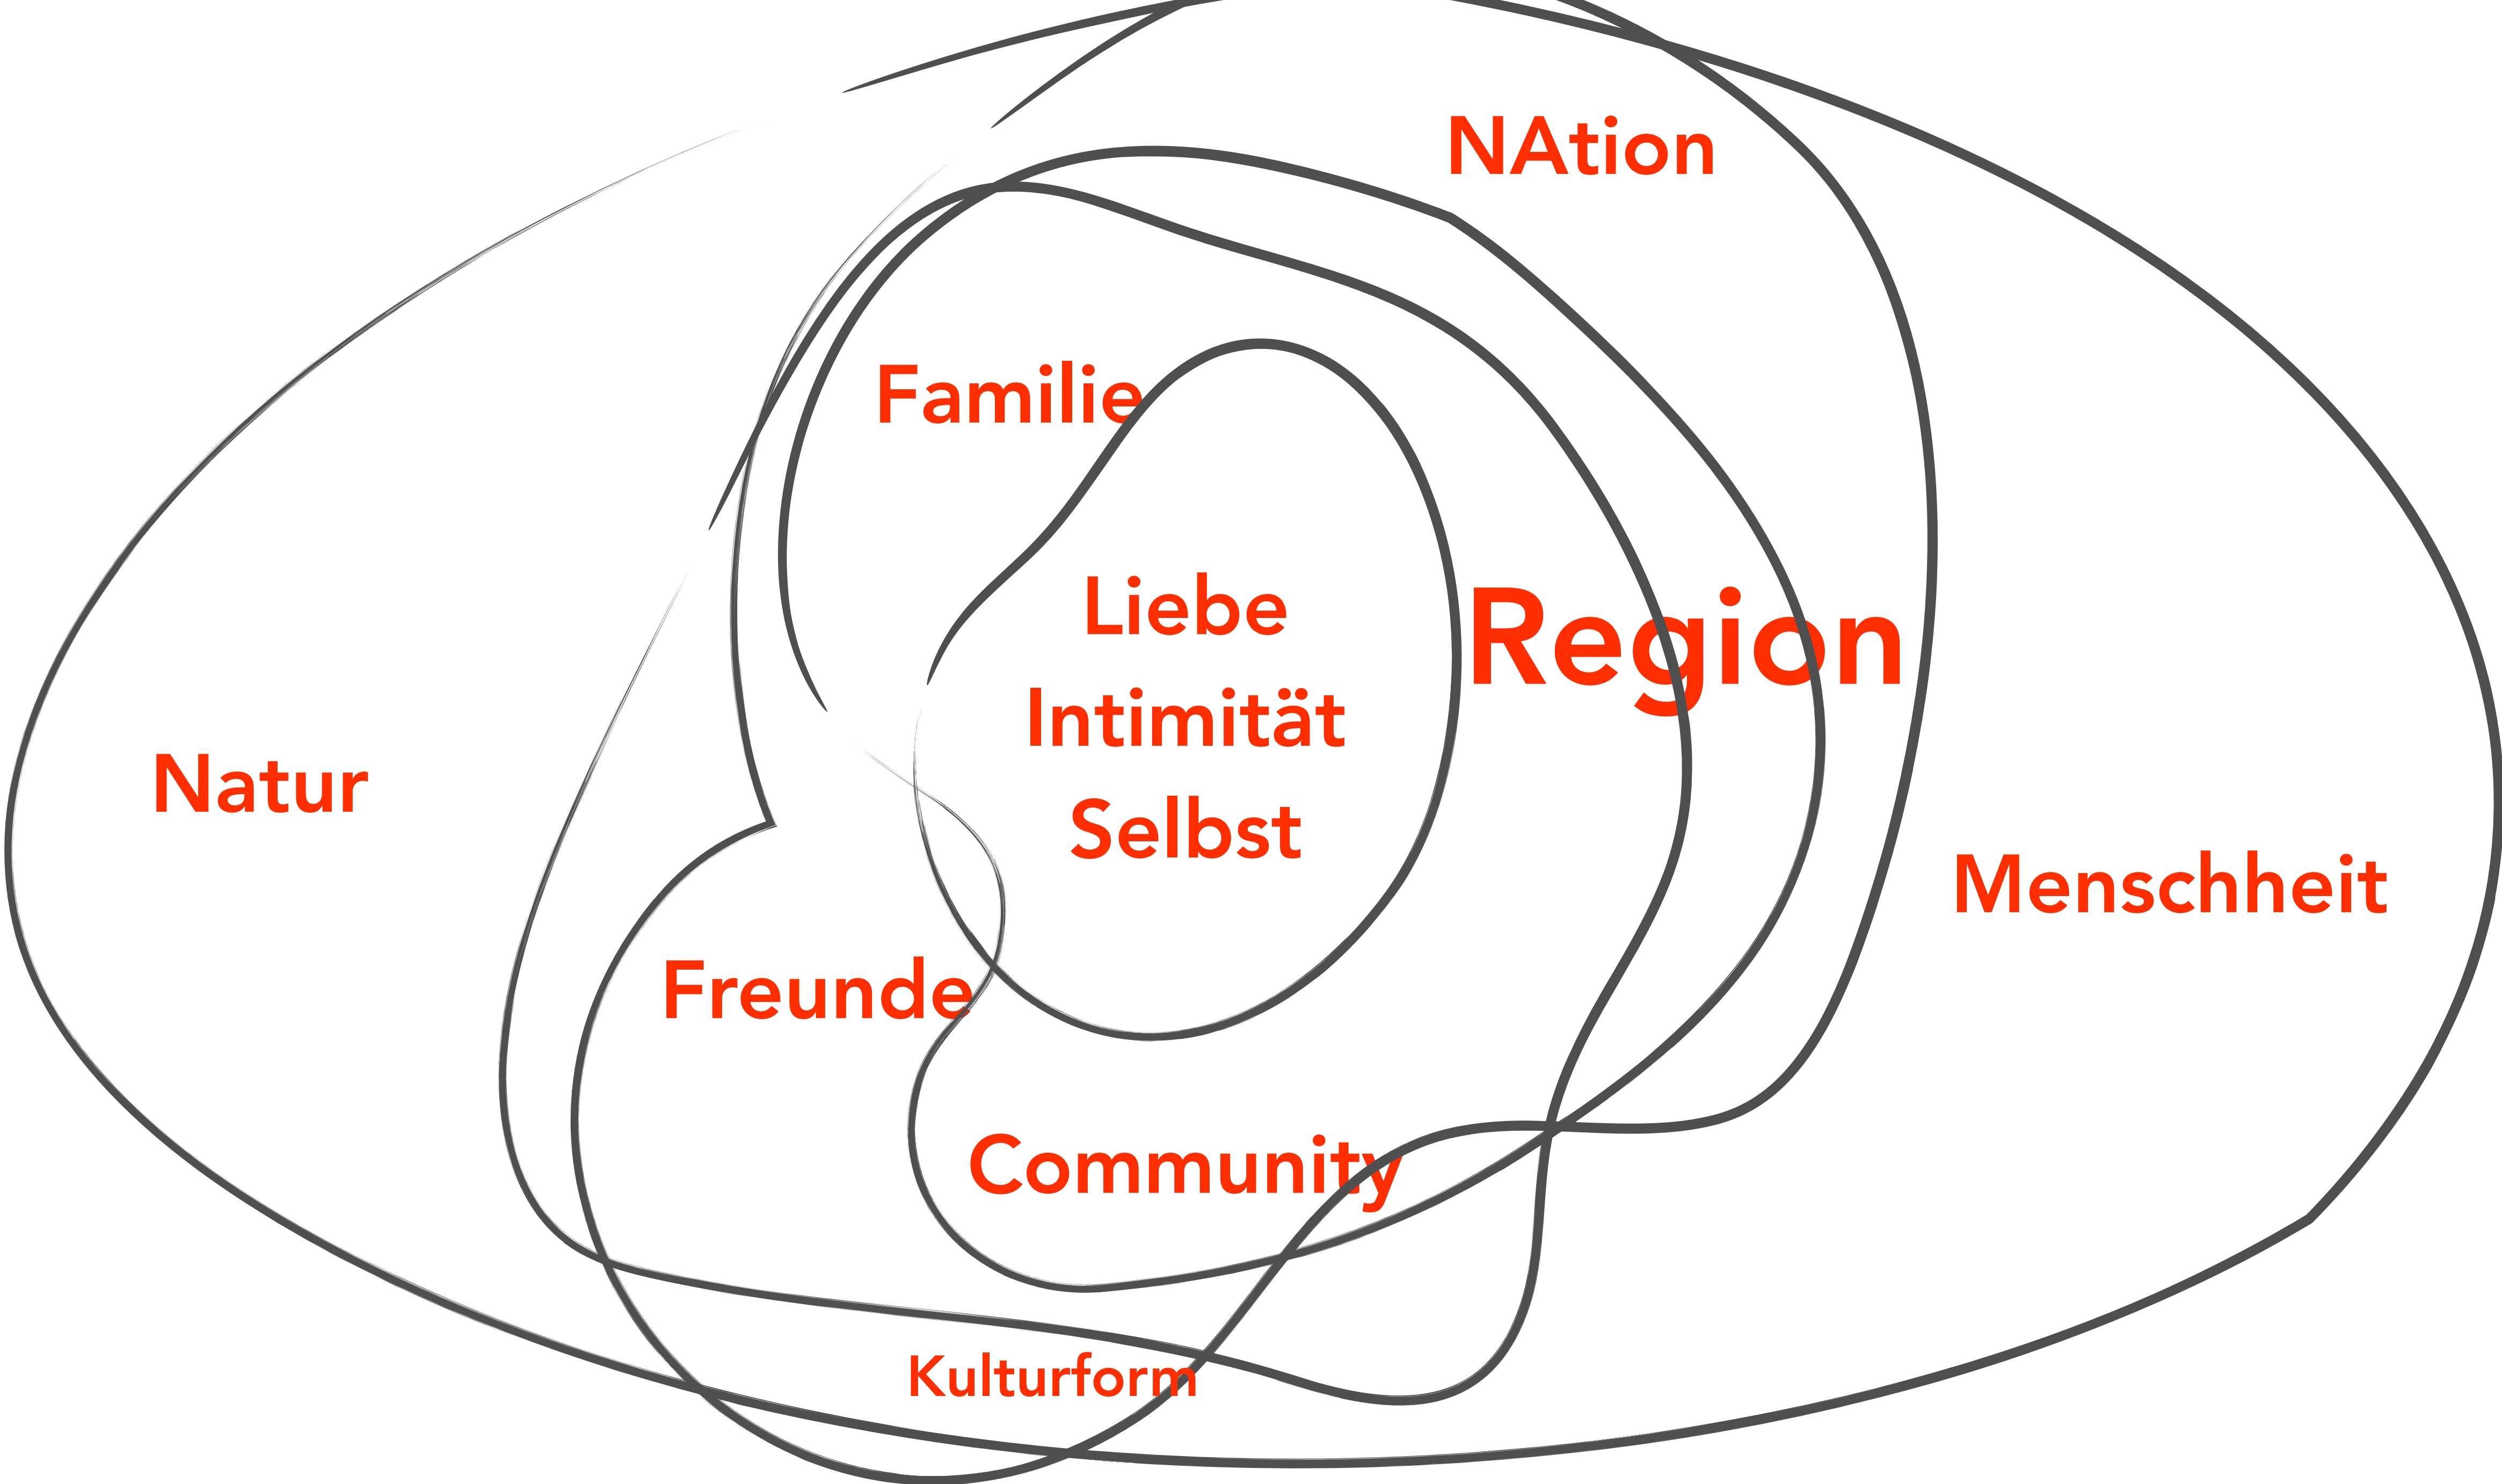 NAtion
Familie
Liebe
Intimität
Selbst
Region
Natur
Menschheit
Freunde
Community
Kulturform